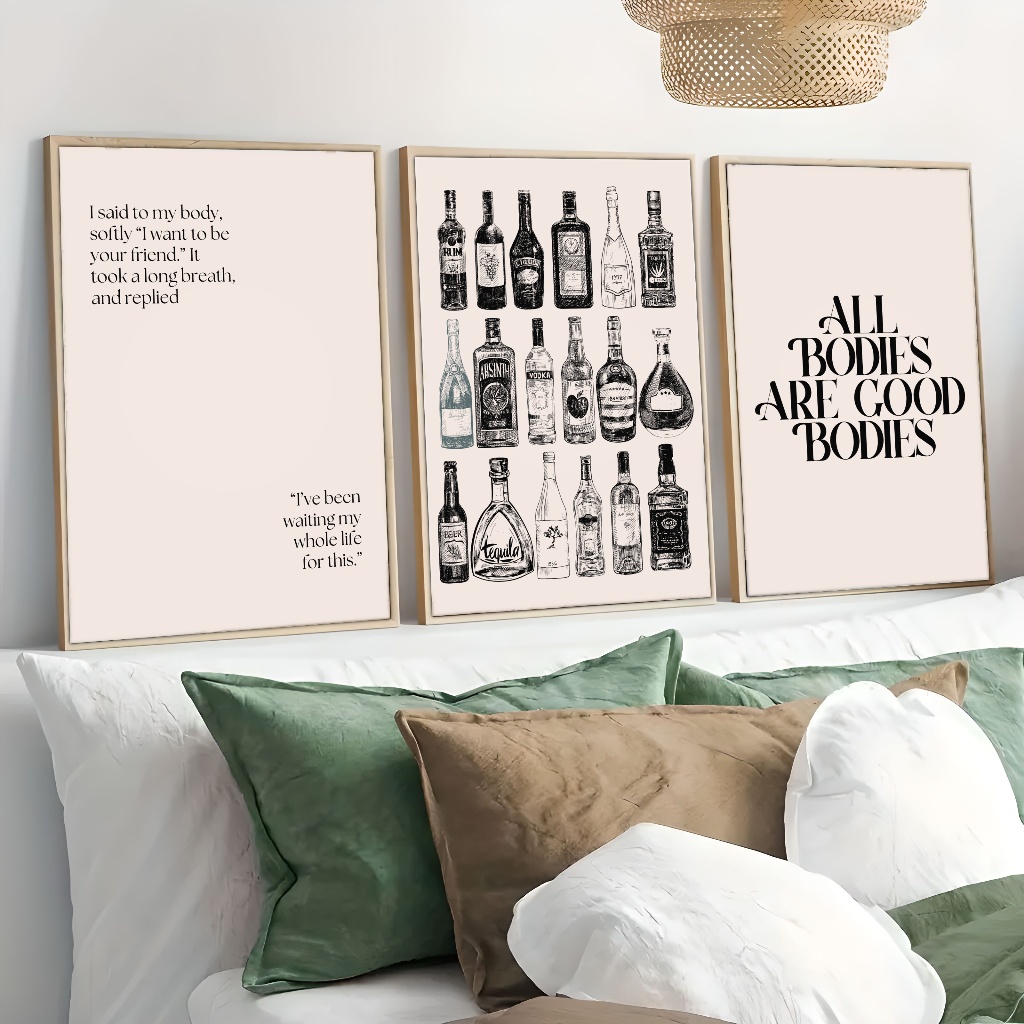 I said to my body,
softly “I want to be
your friend.” It
took a long breath,
and replied
“I’ve been
waiting my
whole life
for this.”
RUM
ABSINTH
VODKA
BEER
tequila
ALL
BODIES
ARE GOOD
BODIES